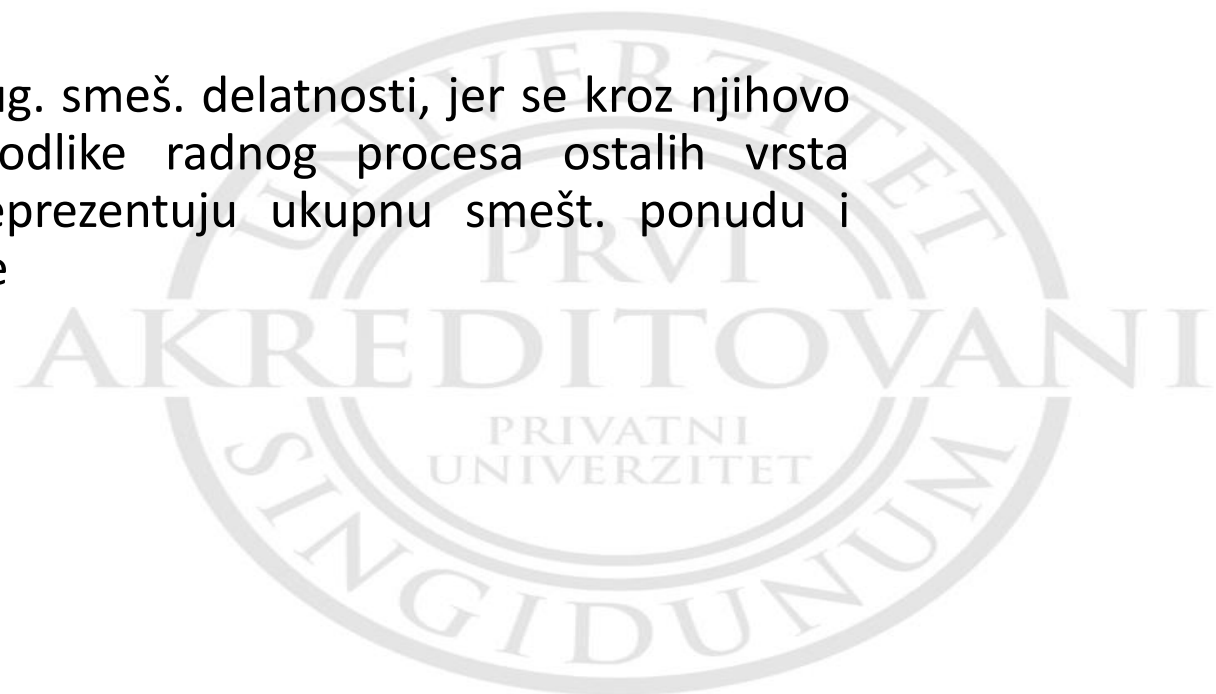 ug. smeš. delatnosti, jer se kroz njihovo
odlike radnog procesa ostalih vrsta
eprezentuju ukupnu smešt. ponudu i
e
UNIVERZITET
PRVI
AKREDITOVANI
PRIVATNI
UNIVERZITET
SINGIDUNUM